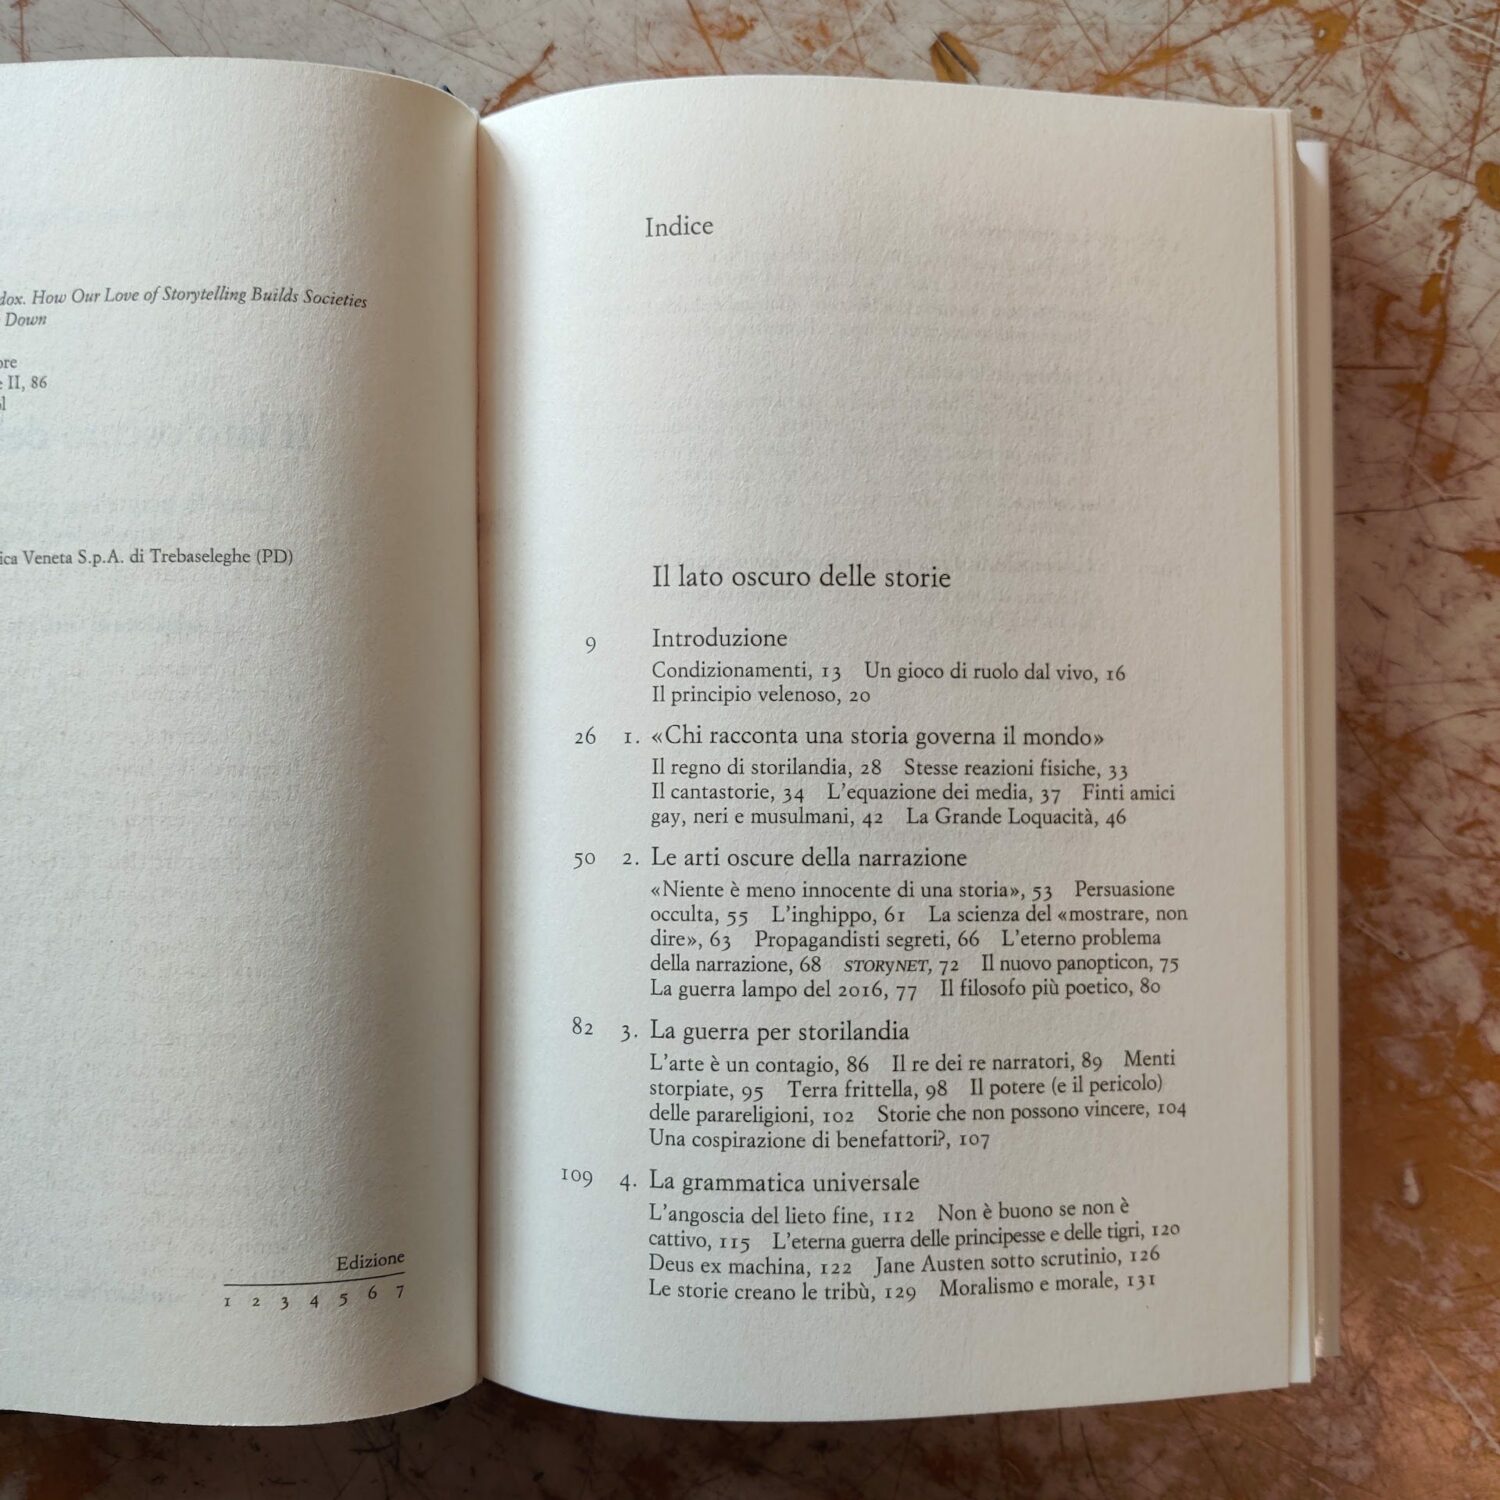 dox. How Our Love of Storytelling Builds Societies
Down
ore
e II, 86
ol
ica Veneta S.p.A. di Trebaseleghe (PD)
Edizione
1 2 3 4 5 6 7
Indice
Il lato oscuro delle storie
9 Introduzione
Condizionamenti, 13 Un gioco di ruolo dal vivo, 16
Il principio velenoso, 20
26 1. «Chi racconta una storia governa il mondo»
Il regno di storilandia, 28 Stesse reazioni fisiche, 33
Il cantastorie, 34 L'equazione dei media, 37 Finti amici
gay, neri e musulmani, 42 La Grande Loquacità, 46
50 2. Le arti oscure della narrazione
«Niente è meno innocente di una storia», 53 Persuasione
occulta, 55 L'inghippo, 61 La scienza del «mostrare, non
dire», 63 Propagandisti segreti, 66 L'eterno problema
della narrazione, 68 STORyNET, 72 Il nuovo panopticon, 75
La guerra lampo del 2016, 77 Il filosofo più poetico, 80
82 3. La guerra per storilandia
L'arte è un contagio, 86 Il re dei re narratori, 89 Menti
storpiate, 95 Terra frittella, 98 Il potere (e il pericolo)
delle parareligioni, 102 Storie che non possono vincere, 104
Una cospirazione di benefattori?, 107
109 4. La grammatica universale
L'angoscia del lieto fine, 112 Non è buono se non è
cattivo, 115 L'eterna guerra delle principesse e delle tigri, 120
Deus ex machina, 122 Jane Austen sotto scrutinio, 126
Le storie creano le tribù, 129 Moralismo e morale, 131